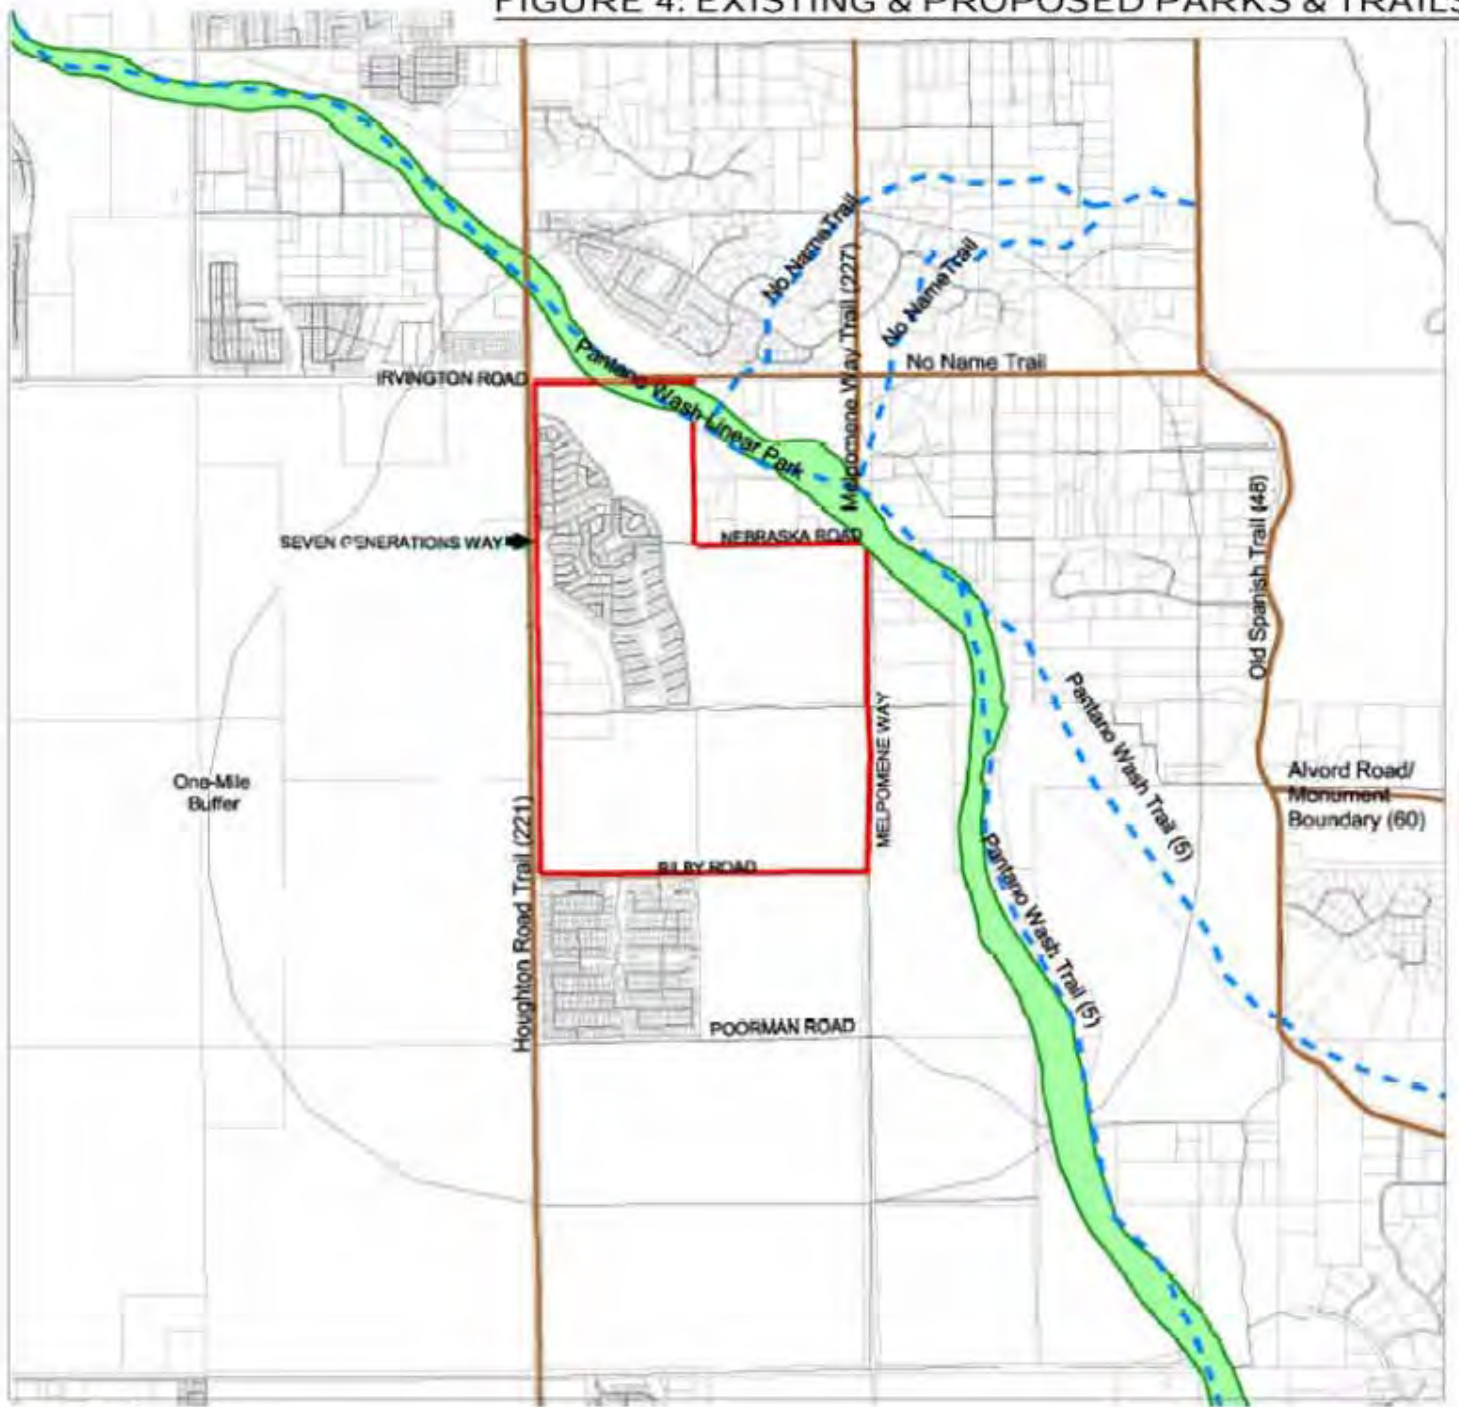 FIGURE 4: EXISTING & PROPOSED PARKS & TRAILS
No Name Trail
Melpomene Way Trail (227)
No Name Trail
No Name Trail
IRVINGTON ROAD
Pantano Wash Linear Park
SEVEN GENERATIONS WAY
NEBRASKA ROAD
Old Spanish Trail (48)
Pantano Wash Trail (5)
MELPOMENE WAY
One-Mile
Buffer
Alvord Road/
Monument
Boundary (60)
Houghton Road Trail (221)
BILBY ROAD
Pantano Wash Trail (5)
POORMAN ROAD